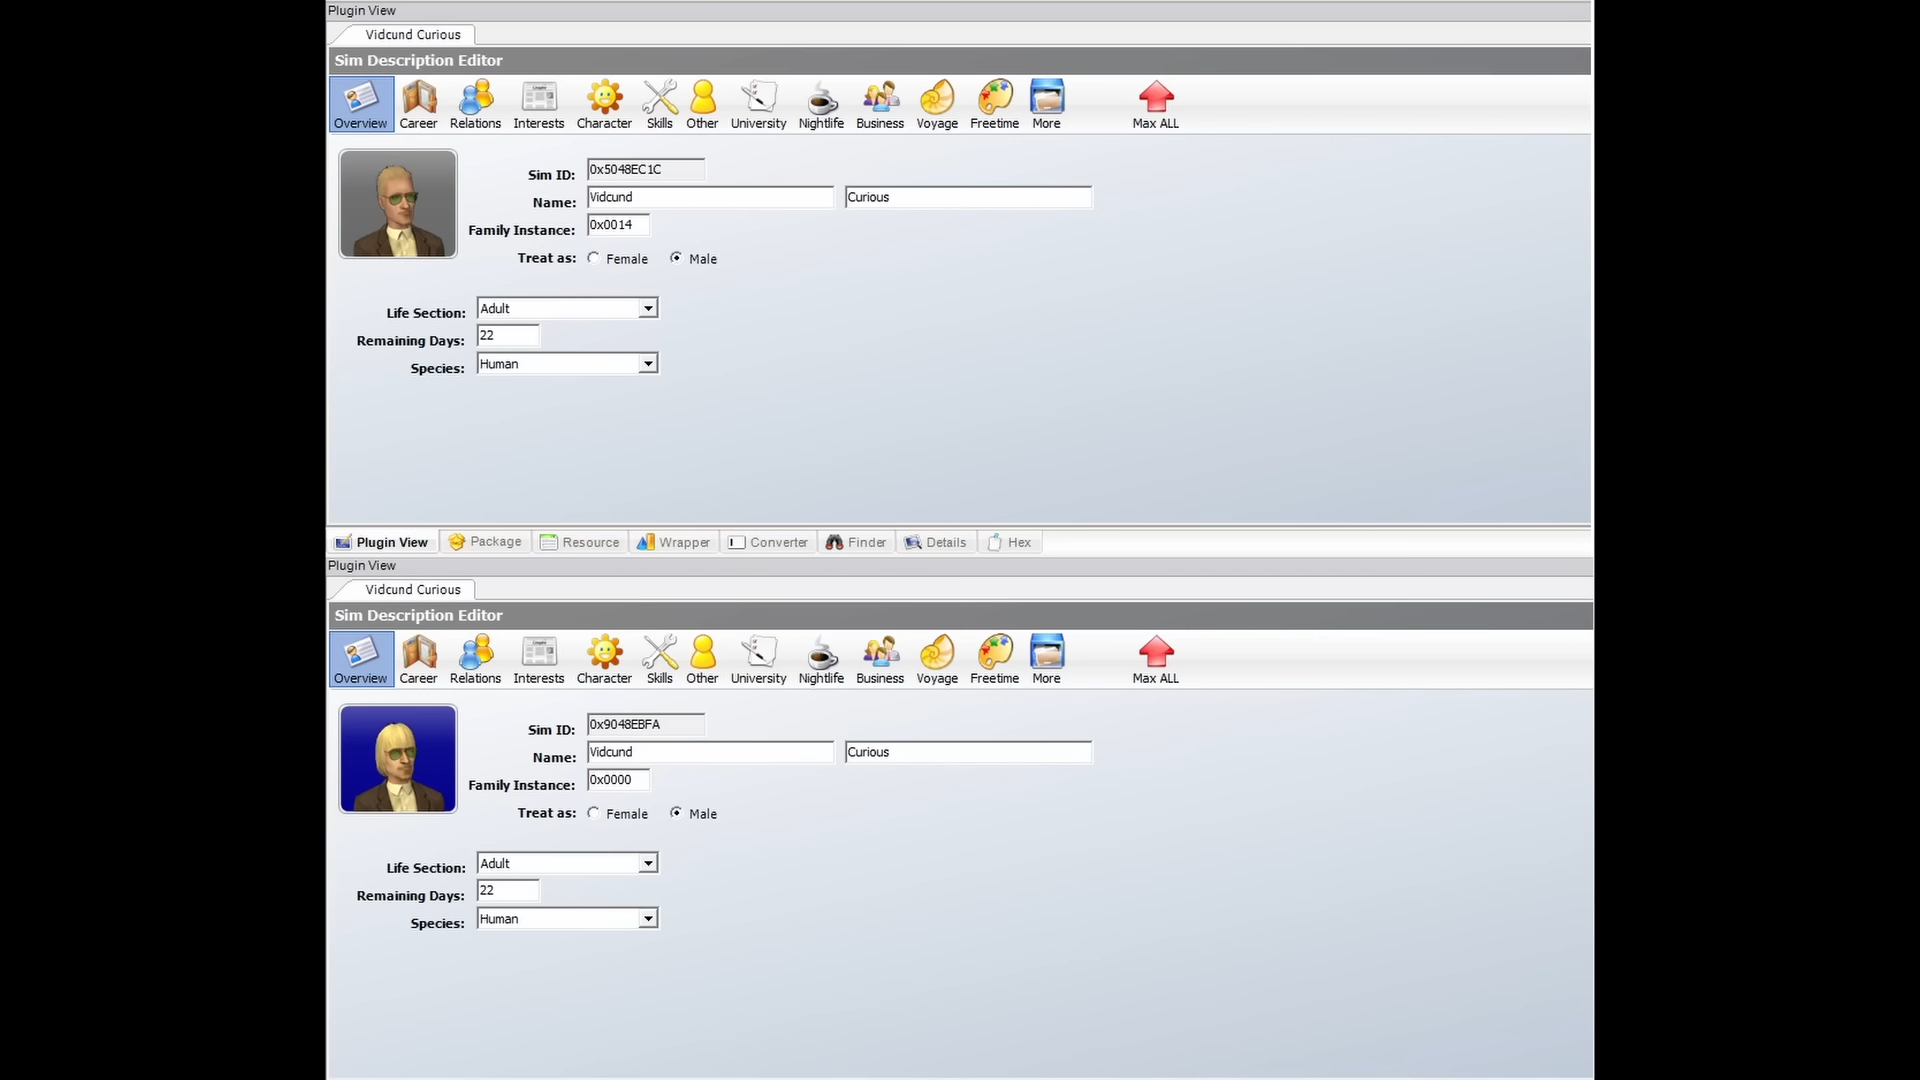 Plugin View
Vidcund Curious
Sim Description Editor
Overview Career Relations Interests Character Skills Other University Nightlife Business Voyage Freetime More Max ALL
Sim ID: 0x5048EC1C
Name: Vidcund Curious
Family Instance: 0x0014
Treat as: Female Male
Life Section: Adult
Remaining Days: 22
Species: Human
Plugin View Package Resource Wrapper Converter Finder Details Hex
Plugin View
Vidcund Curious
Sim Description Editor
Overview Career Relations Interests Character Skills Other University Nightlife Business Voyage Freetime More Max ALL
Sim ID: 0x9048EBFA
Name: Vidcund Curious
Family Instance: 0x0000
Treat as: Female Male
Life Section: Adult
Remaining Days: 22
Species: Human